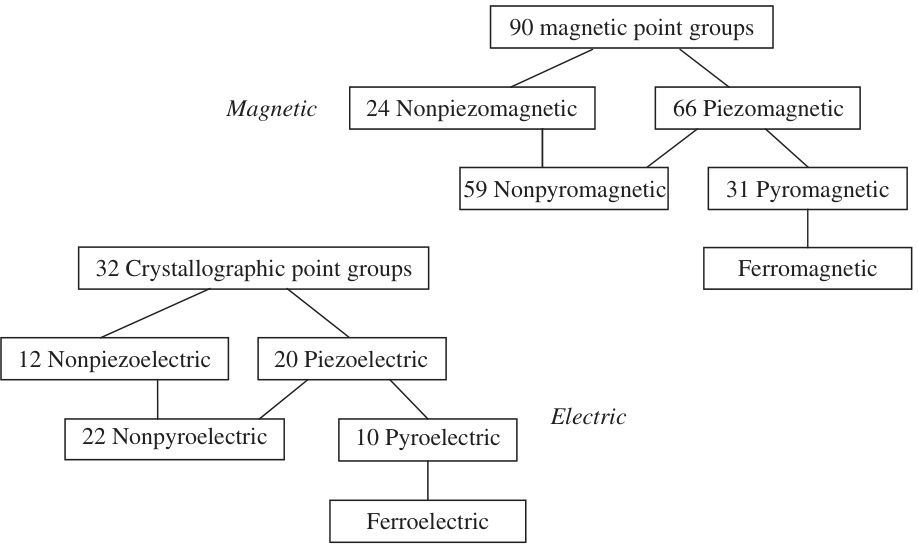 90 magnetic point groups
Magnetic
24 Nonpiezomagnetic
66 Piezomagnetic
59 Nonpyromagnetic
31 Pyromagnetic
Ferromagnetic
32 Crystallographic point groups
12 Nonpiezoelectric
20 Piezoelectric
Electric
22 Nonpyroelectric
10 Pyroelectric
Ferroelectric